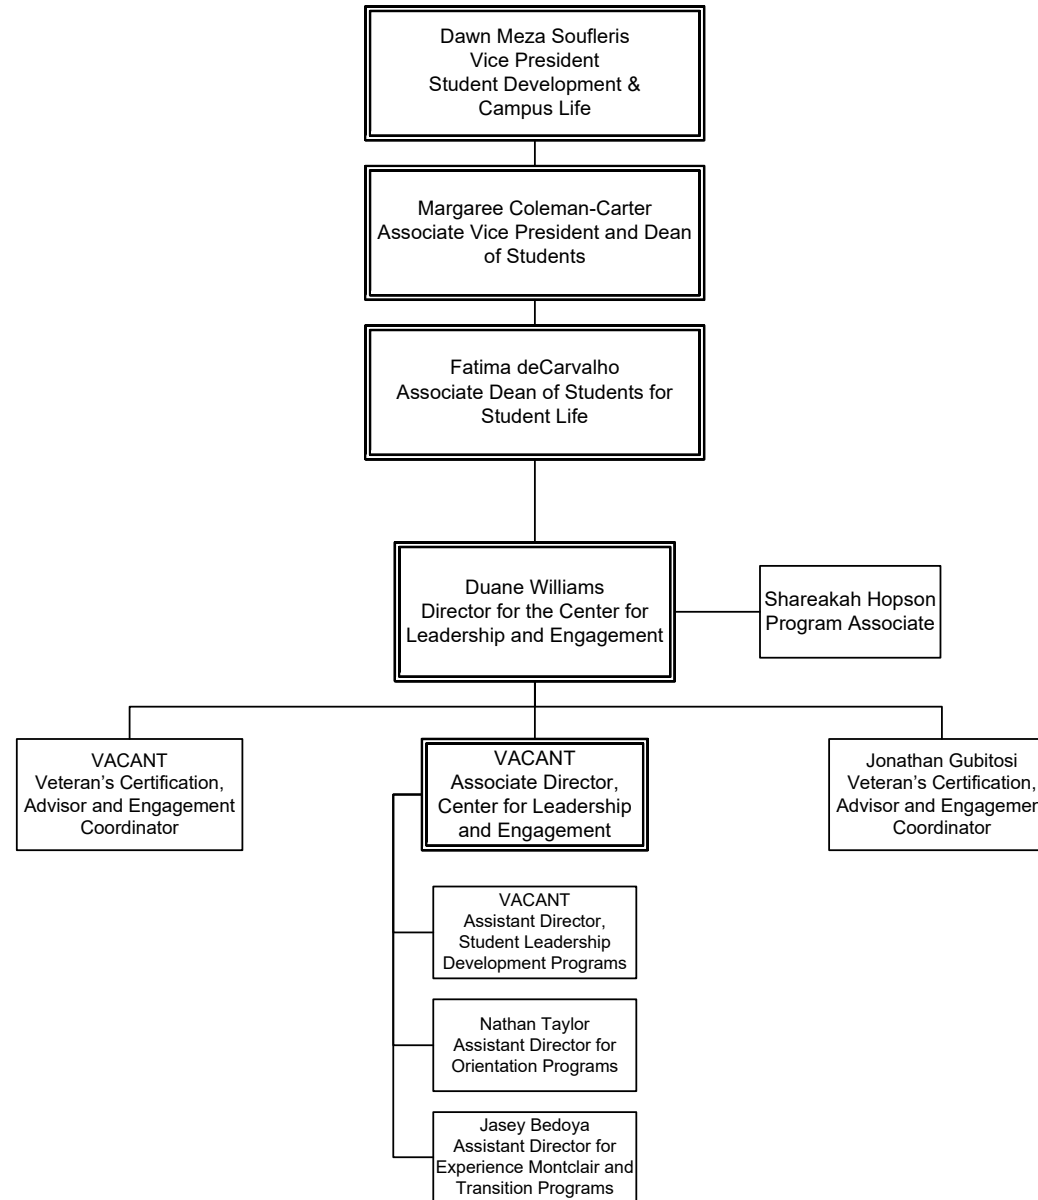 Dawn Meza Soufleris
Vice President
Student Development &
Campus Life
Margaree Coleman-Carter
Associate Vice President and Dean
of Students
Fatima deCarvalho
Associate Dean of Students for
Student Life
Duane Williams
Director for the Center for
Leadership and Engagement
Shareakah Hopson
Program Associate
VACANT
Veteran’s Certification,
Advisor and Engagement
Coordinator
VACANT
Associate Director,
Center for Leadership
and Engagement
Jonathan Gubitosi
Veteran’s Certification,
Advisor and Engagemen
Coordinator
VACANT
Assistant Director,
Student Leadership
Development Programs
Nathan Taylor
Assistant Director for
Orientation Programs
Jasey Bedoya
Assistant Director for
Experience Montclair and
Transition Programs